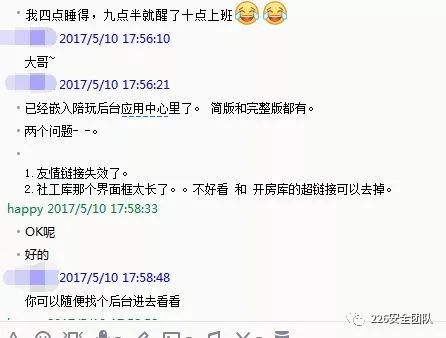 我四点睡得，九点半就醒了十点上班
2017/5/10 17:56:10
大哥~
2017/5/10 17:56:21
已经嵌入陪玩后台应用中心里了。 简版和完整版都有。
两个问题- -。
1. 友情链接失效了。
2. 社工库那个界面框太长了。。不好看 和 开房库的超链接可以去掉。
happy 2017/5/10 17:58:33
OK呢
好的
2017/5/10 17:58:48
你可以随便找个后台进去看看
226安全团队